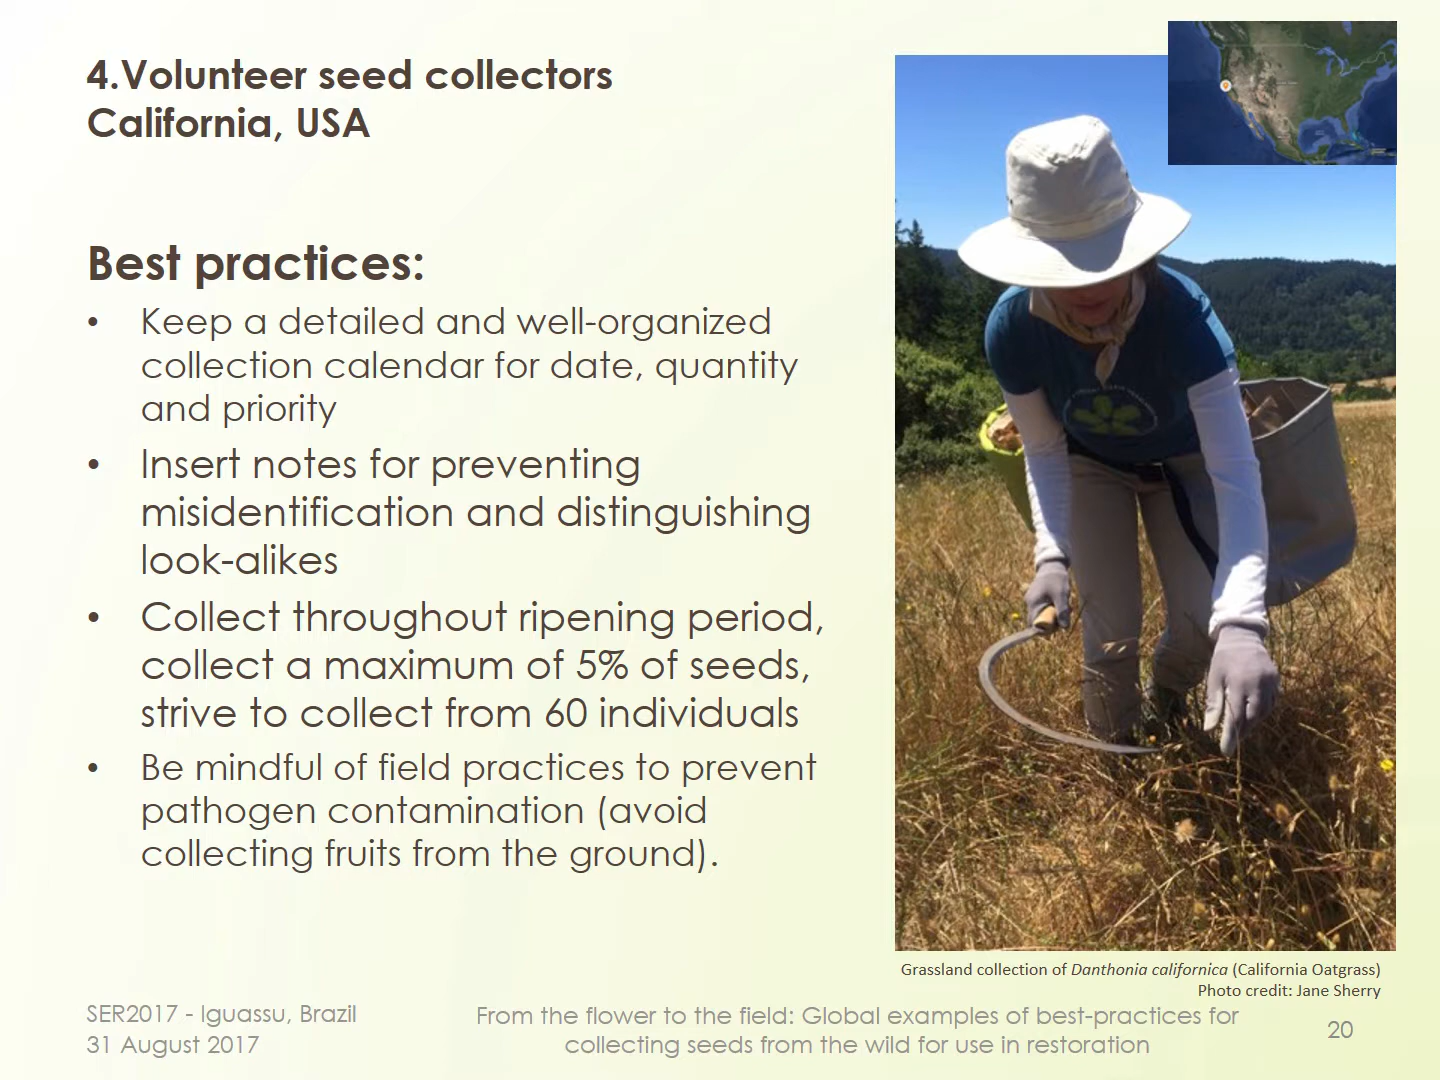 4.Volunteer seed collectors
California, USA
Best practices:
• Keep a detailed and well-organized
collection calendar for date, quantity
and priority
• Insert notes for preventing
misidentification and distinguishing
look-alikes
• Collect throughout ripening period,
collect a maximum of 5% of seeds,
strive to collect from 60 individuals
• Be mindful of field practices to prevent
pathogen contamination (avoid
collecting fruits from the ground).
Grassland collection of Danthonia californica (California Oatgrass)
Photo credit: Jane Sherry
SER2017 - Iguassu, Brazil
31 August 2017
From the flower to the field: Global examples of best-practices for
collecting seeds from the wild for use in restoration
20